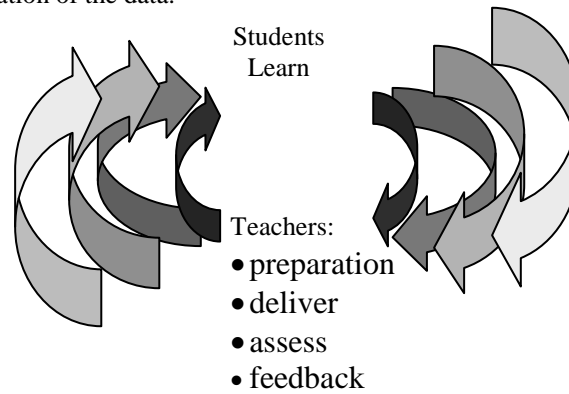 ation of the data.
Students
Learn
Teachers:
• preparation
• deliver
• assess
• feedback